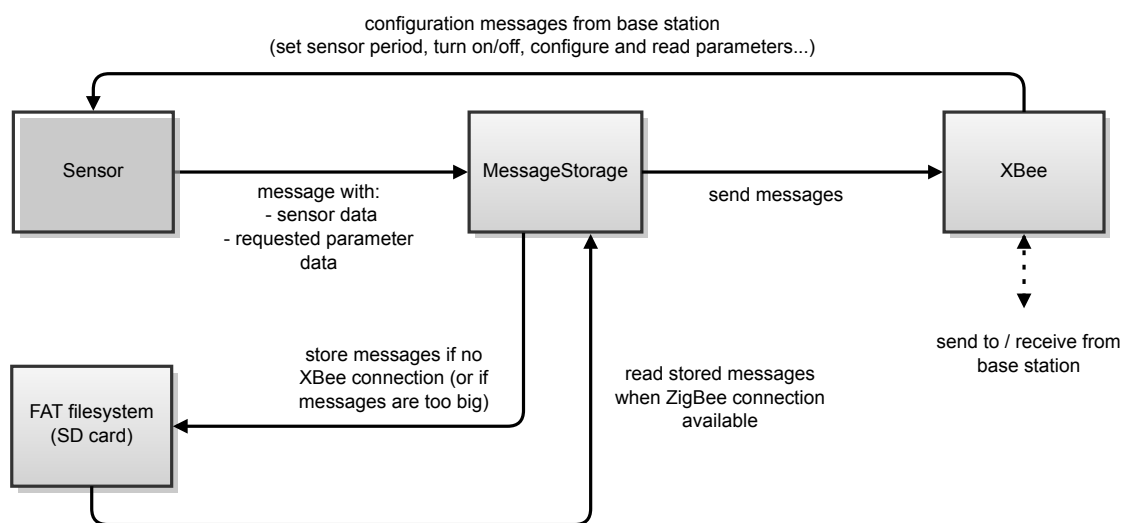 configuration messages from base station
(set sensor period, turn on/off, configure and read parameters...)
Sensor
MessageStorage
XBee
message with:
- sensor data
- requested parameter
data
send messages
send to / receive from
base station
store messages if no
XBee connection (or if
messages are too big)
read stored messages
when ZigBee connection
available
FAT filesystem
(SD card)